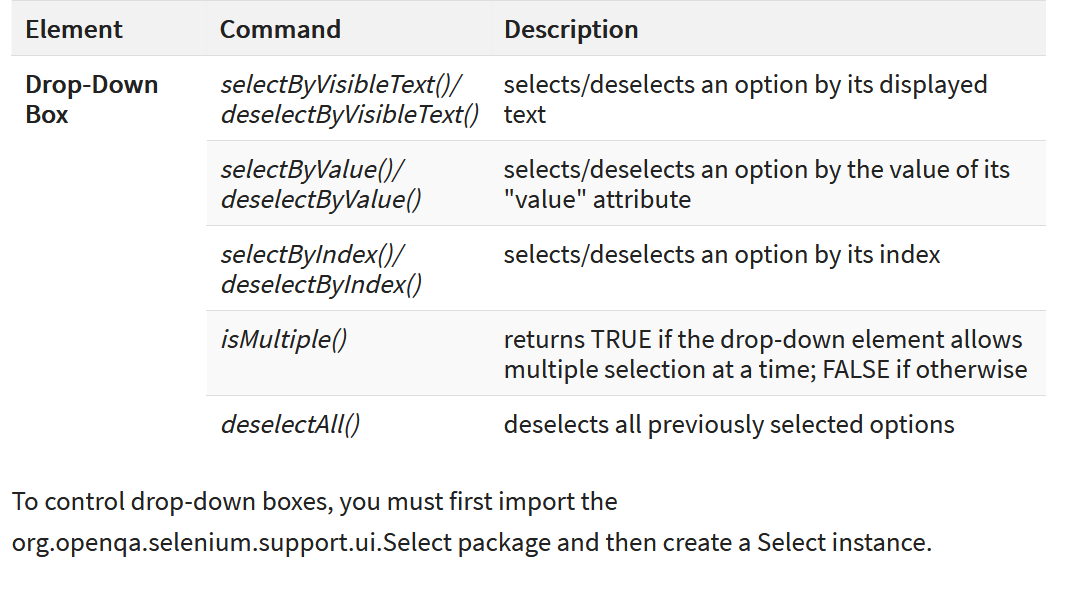 Element Command Description
Drop-Down Box selectByVisibleText()/ selects/deselects an option by its displayed
deselectByVisibleText() text
selectByValue()/ selects/deselects an option by the value of its
deselectByValue() "value" attribute
selectByIndex()/ selects/deselects an option by its index
deselectByIndex()
isMultiple() returns TRUE if the drop-down element allows
multiple selection at a time; FALSE if otherwise
deselectAll() deselects all previously selected options
To control drop-down boxes, you must first import the
org.openqa.selenium.support.ui.Select package and then create a Select instance.